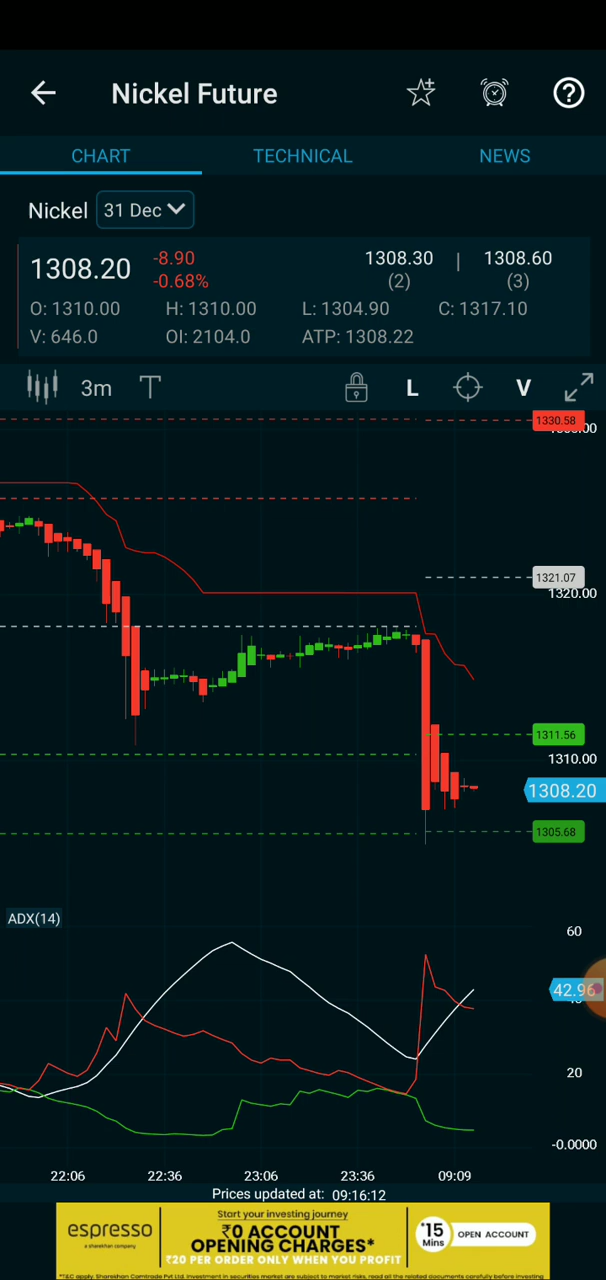 Nickel Future
CHART TECHNICAL NEWS
Nickel 31 Dec
1308.20 -8.90 -0.68% 1308.30 (2) | 1308.60 (3)
O: 1310.00 H: 1310.00 L: 1304.90 C: 1317.10
V: 646.0 OI: 2104.0 ATP: 1308.22
3m T L V
1330.58
1321.07
1320.00
1311.56
1310.00
1308.20
1305.68
ADX(14)
60
42.96
20
-0.0000
22:06 22:36 23:06 23:36 09:09
Prices updated at: 09:16:12
espresso
a sharekhan company
Start your investing journey
₹0 ACCOUNT
OPENING CHARGES*
₹20 PER ORDER ONLY WHEN YOU PROFIT
*15 Mins
OPEN ACCOUNT